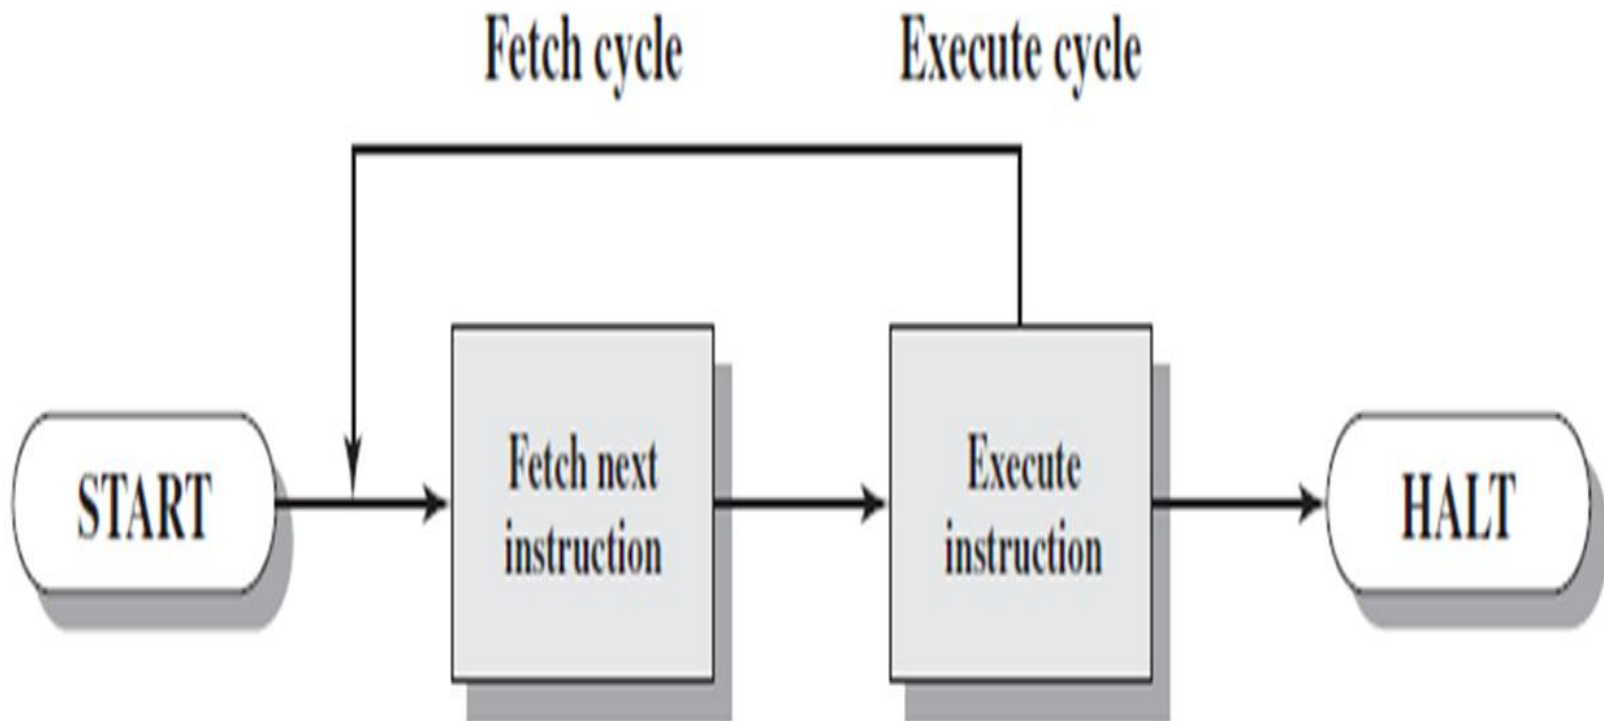 Fetch cycle
Execute cycle
START
Fetch next
instruction
Execute
instruction
HALT